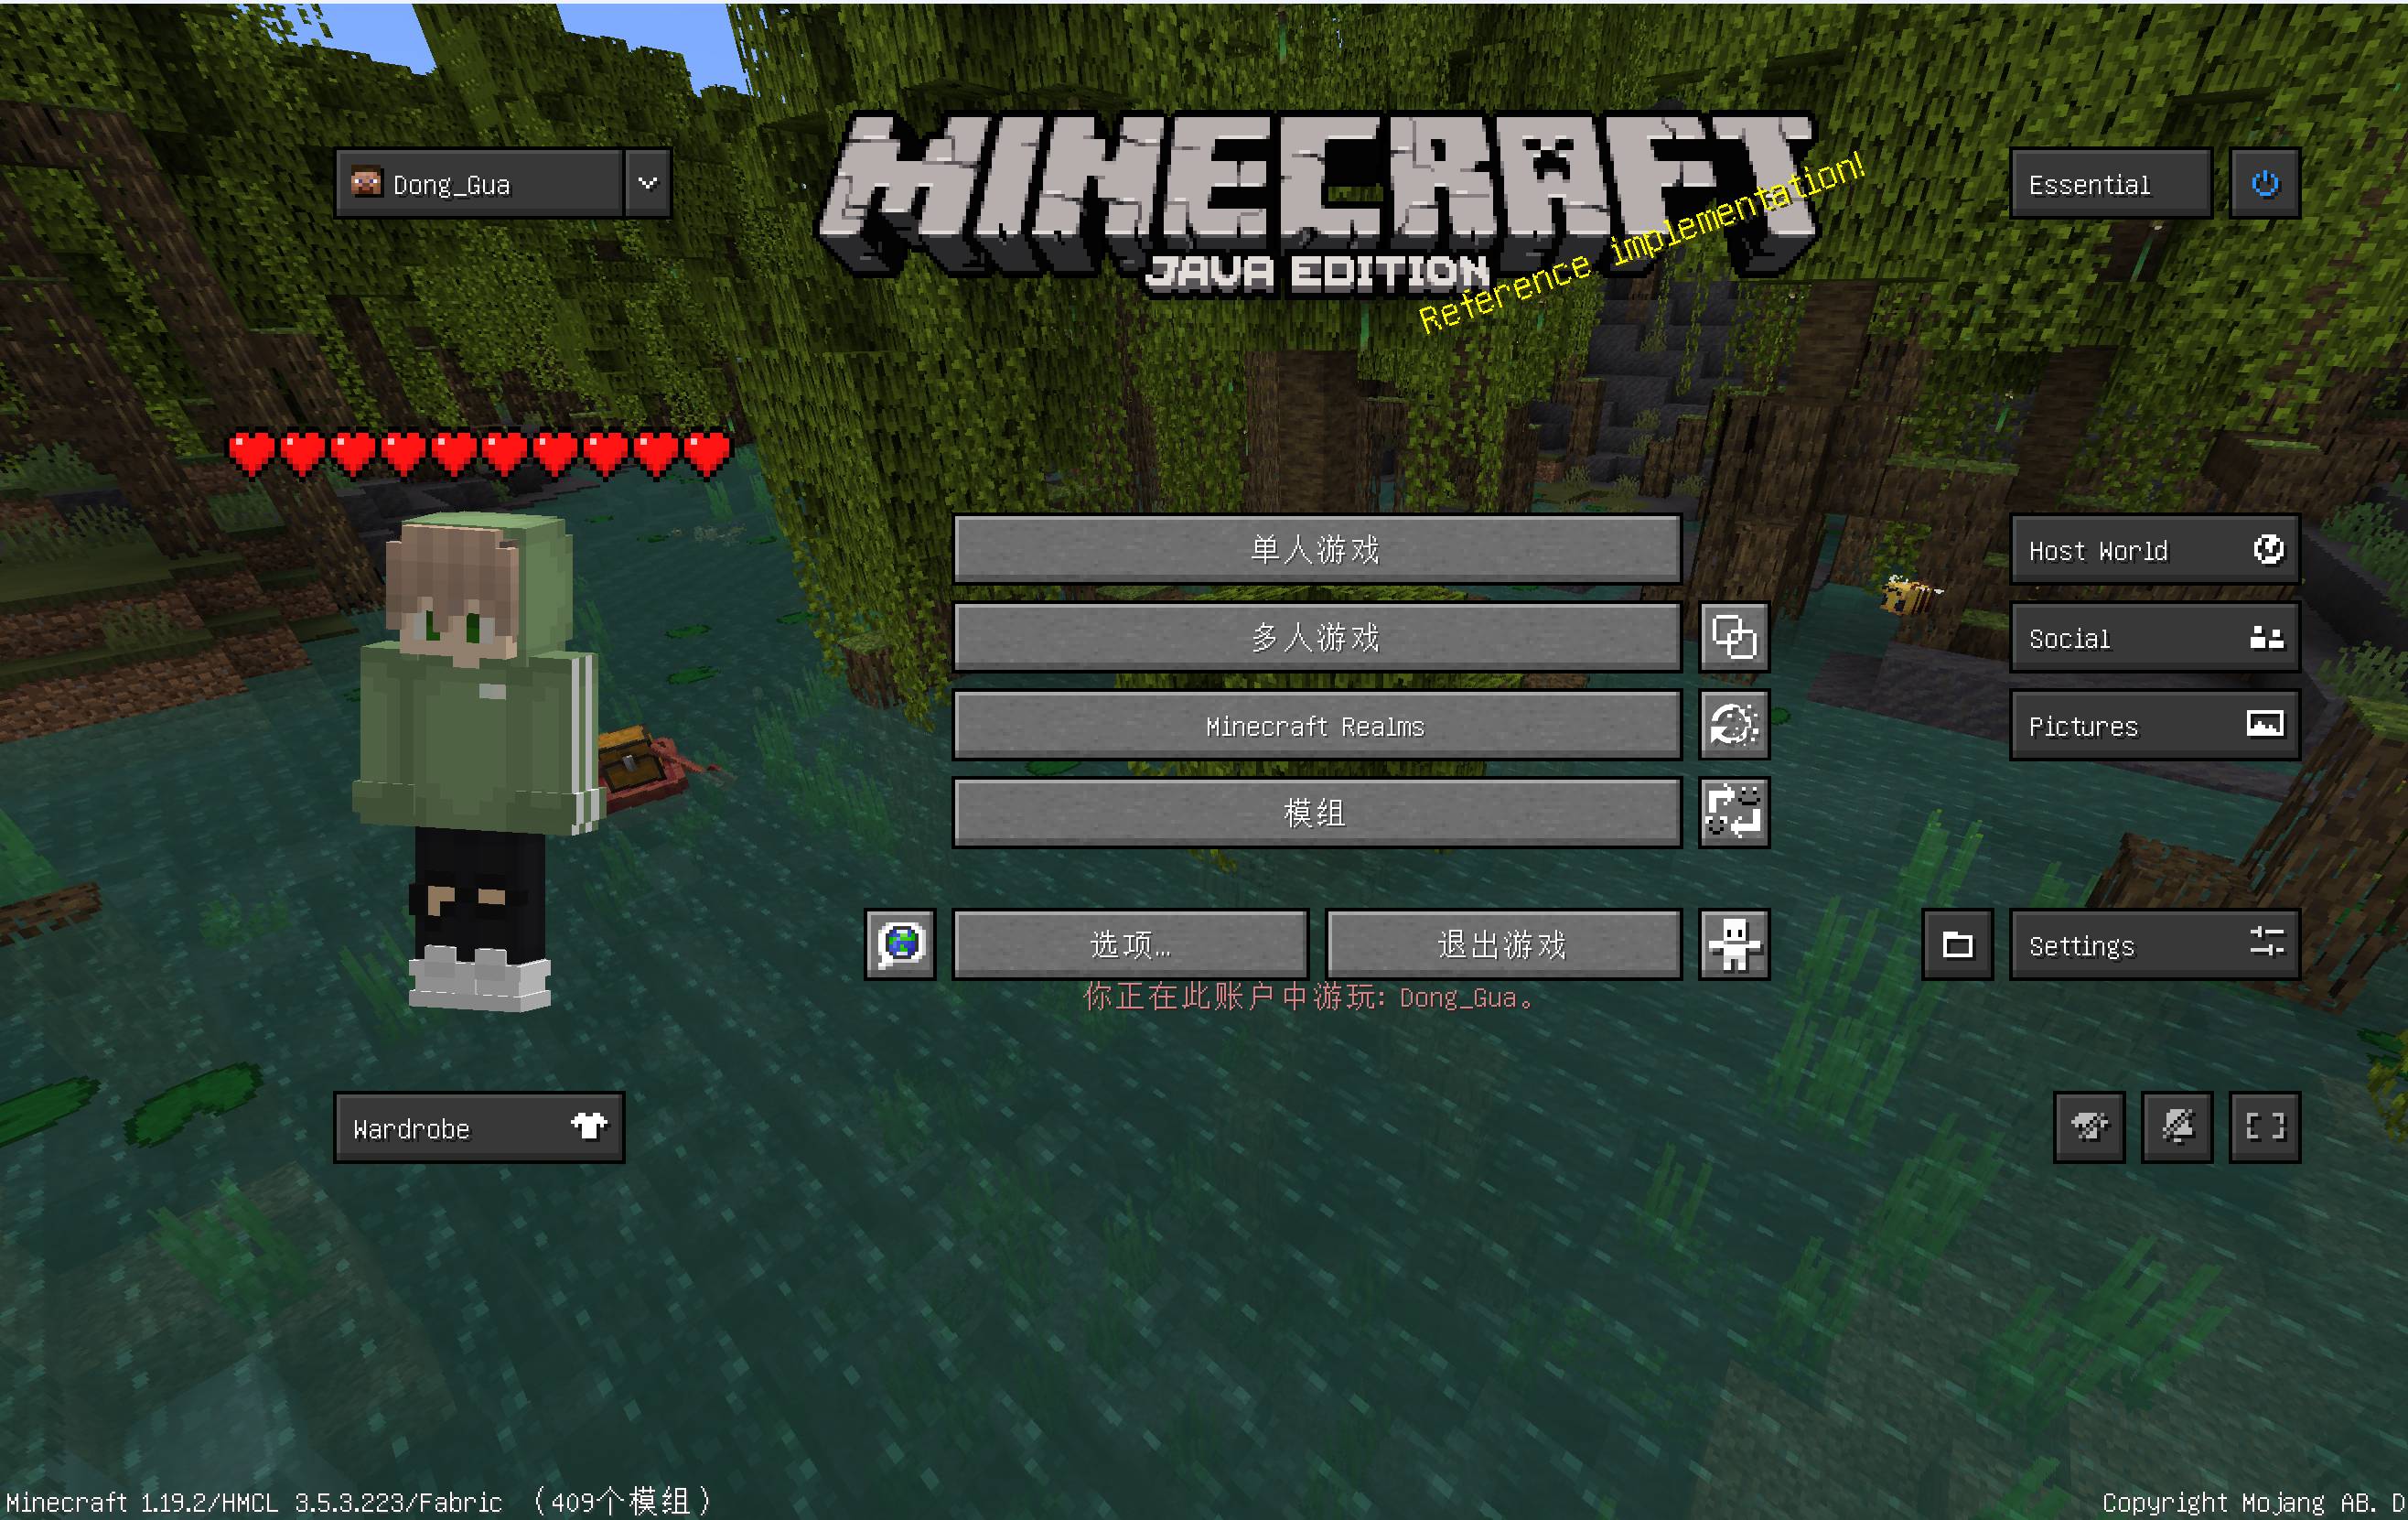 MINECRAFT
JAVA EDITION
Reference implementation!
Dong_Gua
Essential
单人游戏
Host World
多人游戏
Social
Minecraft Realms
Pictures
模组
选项...
退出游戏
Settings
你正在此账户中游玩: Dong_Gua。
Wardrobe
Minecraft 1.19.2/HMCL 3.5.3.223/Fabric （409个模组）
Copyright Mojang AB. D